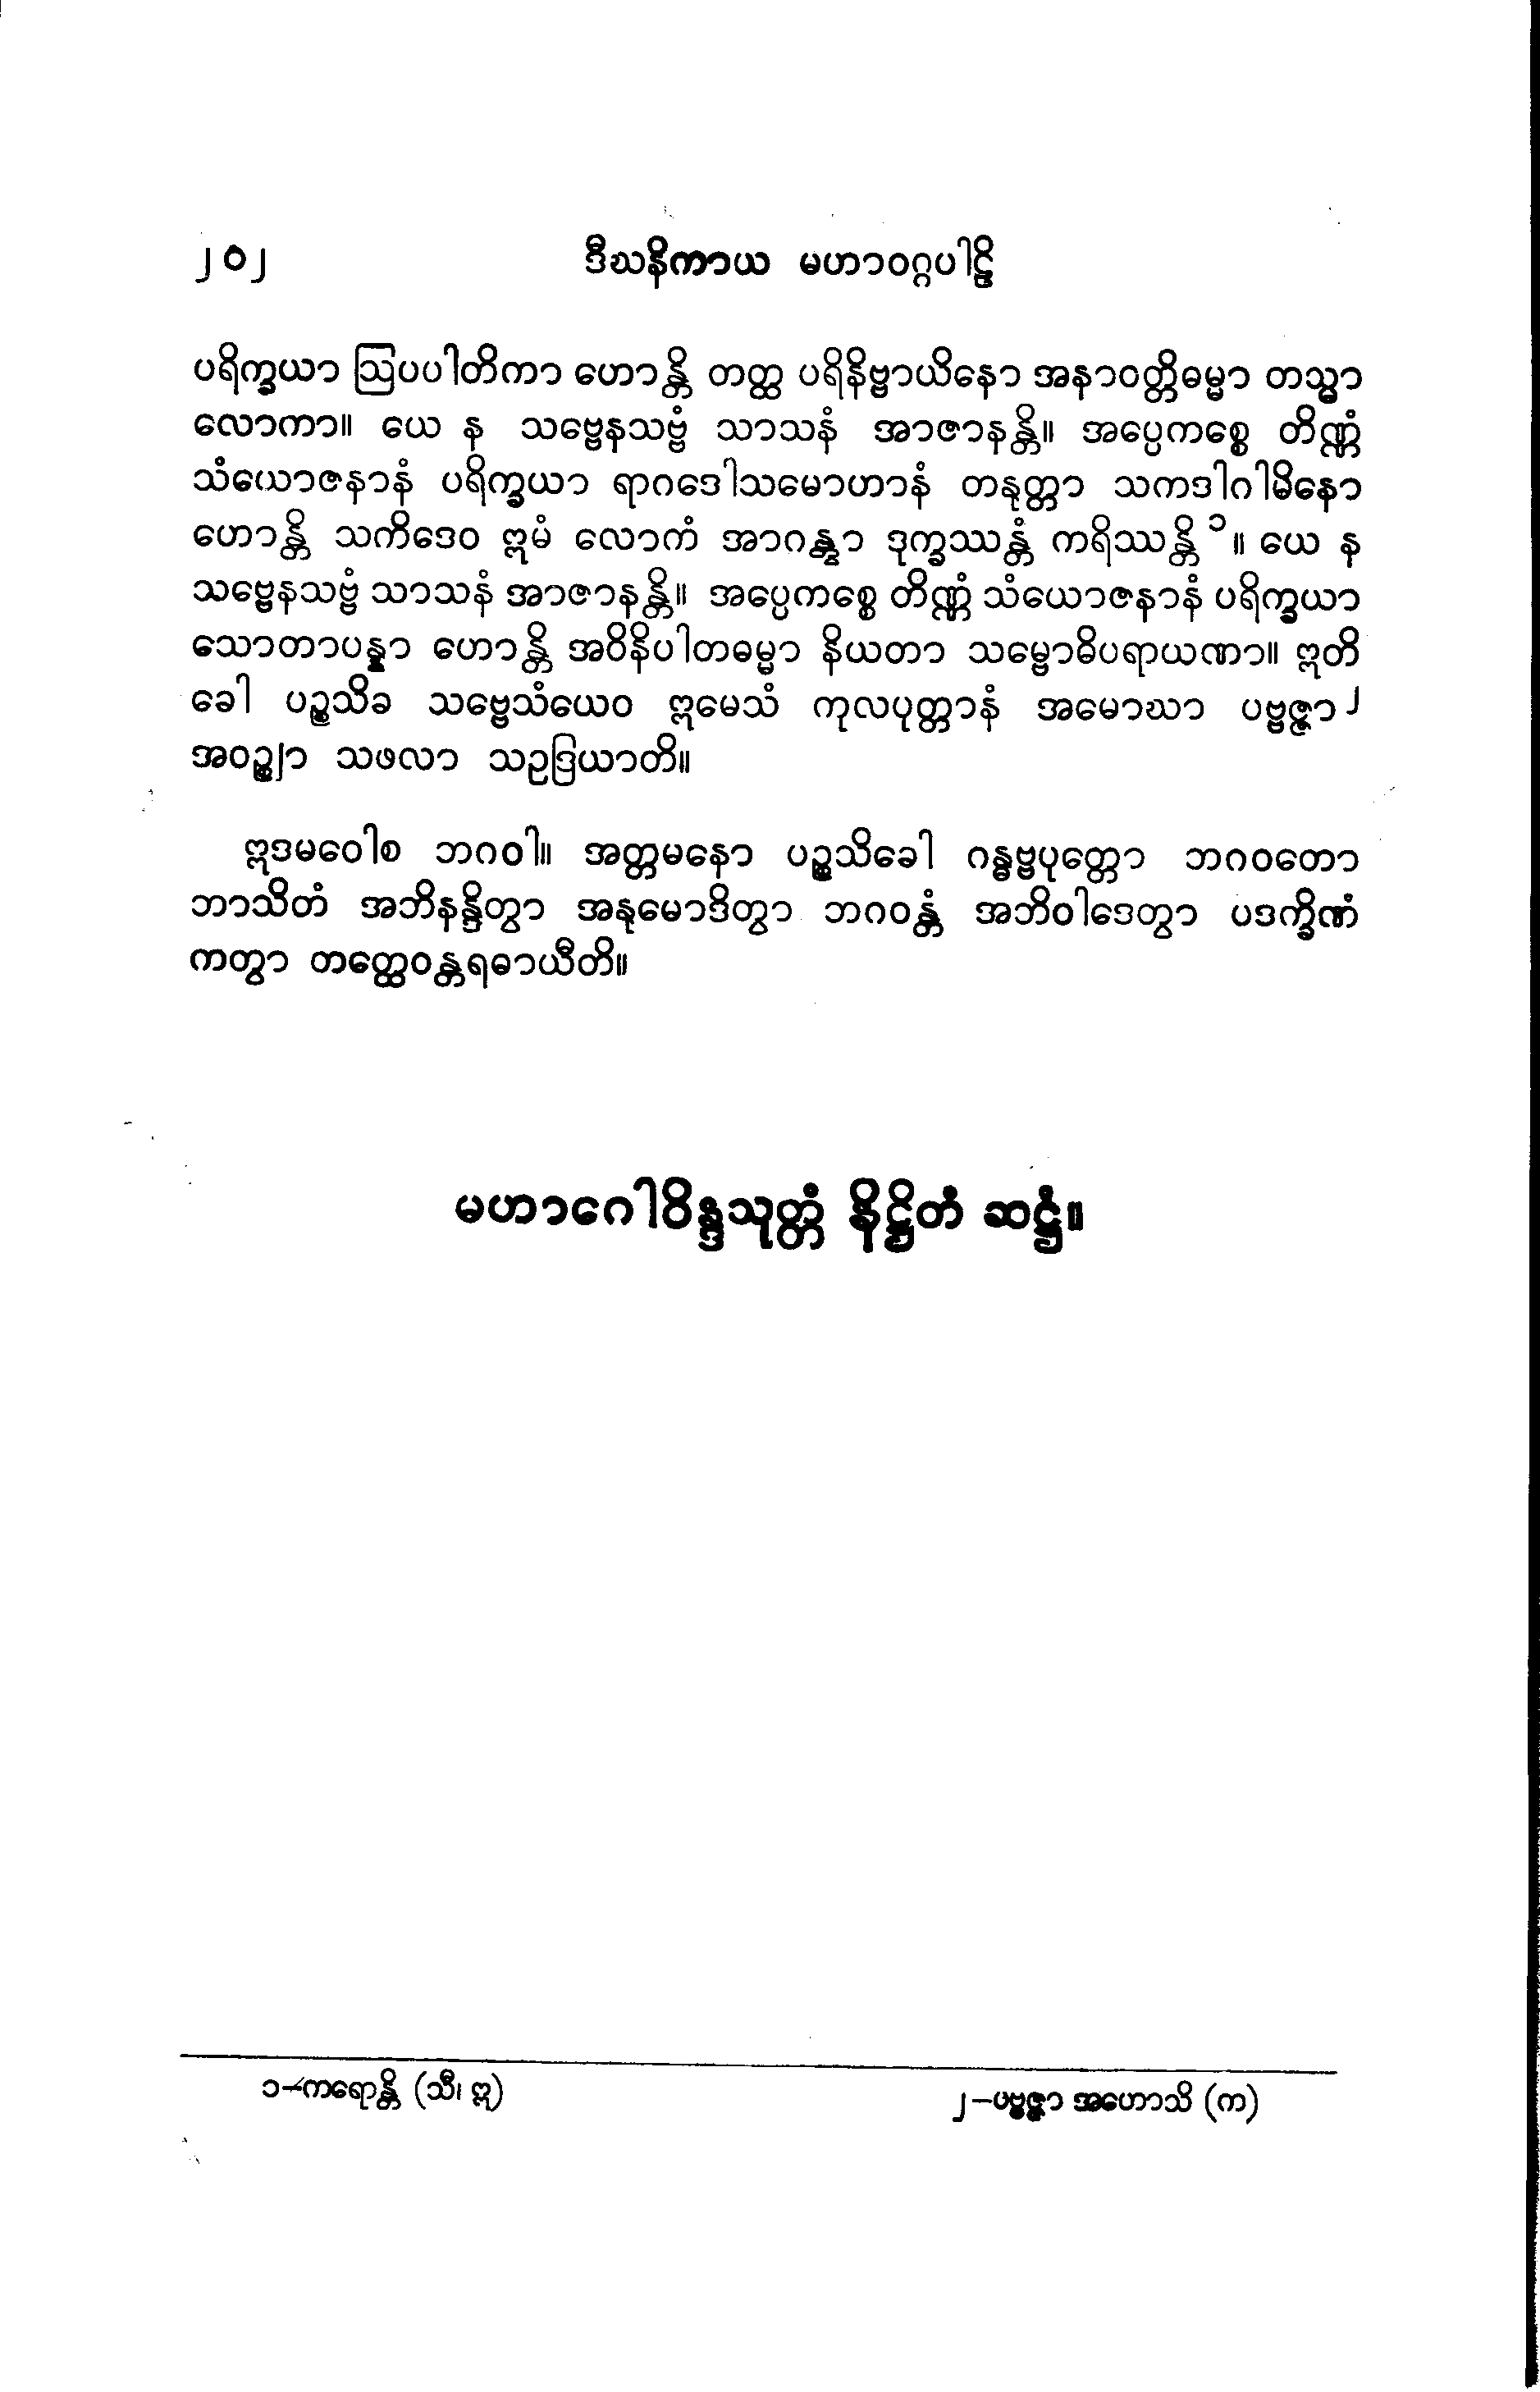 ၂၀၂ ဒီဃနိကာယ မဟာဝဂ္ဂပါဠိ
ပရိက္ခယာ ဩပပါတိကာ ဟောန္တိ တတ္ထ ပရိနိဗ္ဗာယိနော အနာဝတ္တိဓမ္မာ တသ္မာ
လောကာ။ ယေ န သဗ္ဗေနသဗ္ဗံ သာသနံ အာဇာနန္တိ။ အပ္ပေကစ္စေ တိဏ္ဏံ
သံယောဇနာနံ ပရိက္ခယာ ရာဂဒေါသမောဟာနံ တနုတ္တာ သကဒါဂါမိနော
ဟောန္တိ သကိဒေဝ ဣမံ လောကံ အာဂန္တွာ ဒုက္ခဿန္တံ ကရိဿန္တိ ၁။ ယေ န
သဗ္ဗေနသဗ္ဗံ သာသနံ အာဇာနန္တိ။ အပ္ပေကစ္စေ တိဏ္ဏံ သံယောဇနာနံ ပရိက္ခယာ
သောတာပန္နာ ဟောန္တိ အဝိနိပါတဓမ္မာ နိယတာ သမ္ဗောဓိပရာယဏာ။ ဣတိ
ခေါ ပဉ္စသိခ သဗ္ဗေသံယေဝ ဣမေသံ ကုလပုတ္တာနံ အမောဃာ ပဗ္ဗဇ္ဇာ ၂
အဝဉ္ဈာ သဖလာ သဥဒြယာတိ။
ဣဒမဝေါစ ဘဂဝါ။ အတ္တမနော ပဉ္စသိခေါ ဂန္ဓဗ္ဗပုတ္တော ဘဂဝတော
ဘာသိတံ အဘိနန္ဒိတွာ အနုမောဒိတွာ ဘဂဝန္တံ အဘိဝါဒေတွာ ပဒက္ခိဏံ
ကတွာ တတ္ထေဝန္တရဓာယီတိ။
မဟာဂေါဝိန္ဒသုတ္တံ နိဋ္ဌိတံ ဆဋ္ဌံ။
၁–ကရောန္တိ (သီ၊ ဣ) ၂–ပဗ္ဗဇ္ဇာ အဟောသိ (က)